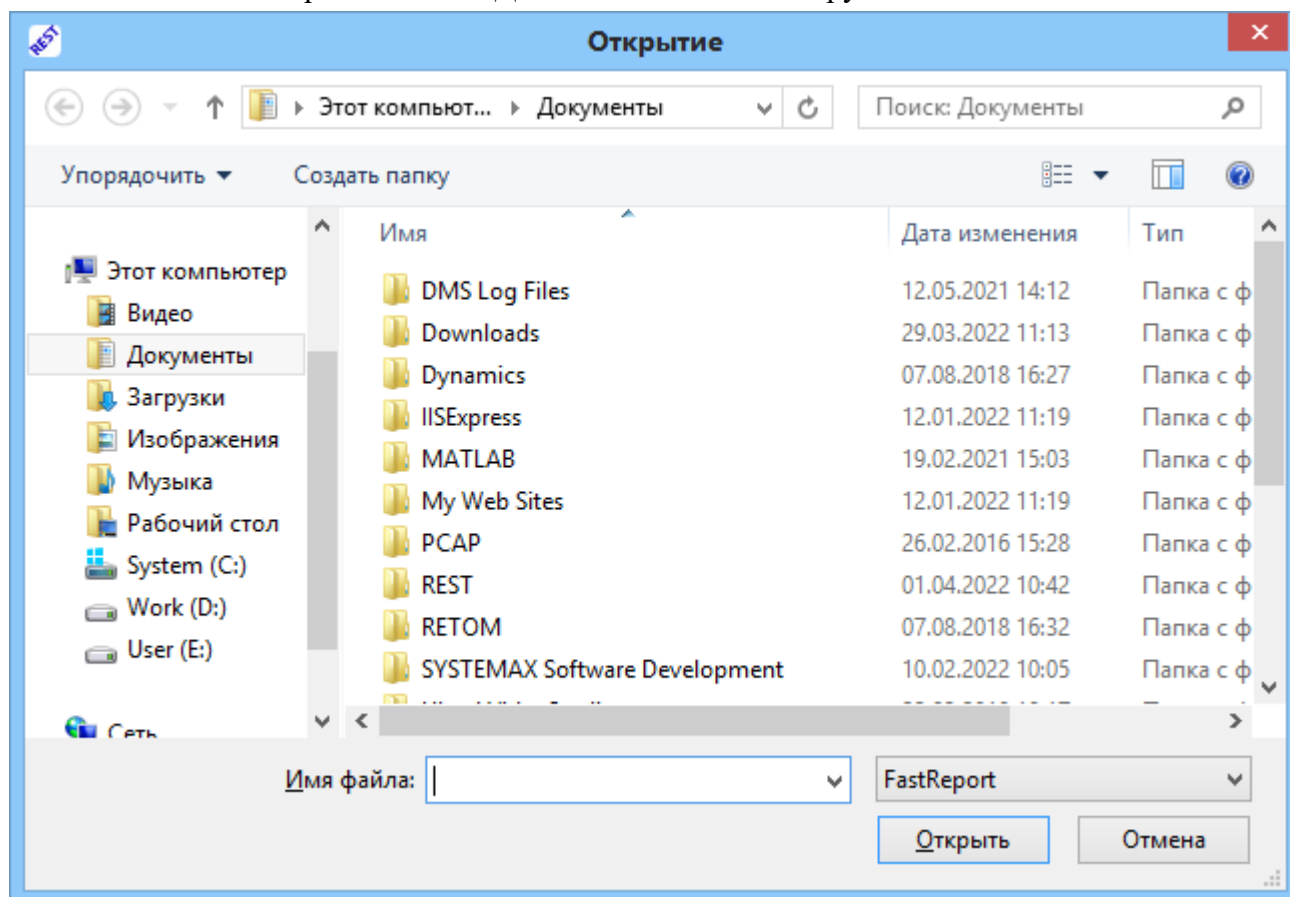 REST
Открытие
Этот компьют... Документы
Поиск: Документы
Упорядочить
Создать папку
Имя
Дата изменения
Тип
Этот компьютер
Видео
Документы
Загрузки
Изображения
Музыка
Рабочий стол
System (C:)
Work (D:)
User (E:)
Сеть
DMS Log Files 12.05.2021 14:12 Папка с ф
Downloads 29.03.2022 11:13 Папка с ф
Dynamics 07.08.2018 16:27 Папка с ф
IISExpress 12.01.2022 11:19 Папка с ф
MATLAB 19.02.2021 15:03 Папка с ф
My Web Sites 12.01.2022 11:19 Папка с ф
PCAP 26.02.2016 15:28 Папка с ф
REST 01.04.2022 10:42 Папка с ф
RETOM 07.08.2018 16:32 Папка с ф
SYSTEMAX Software Development 10.02.2022 10:05 Папка с ф
Имя файла:
FastReport
Открыть
Отмена